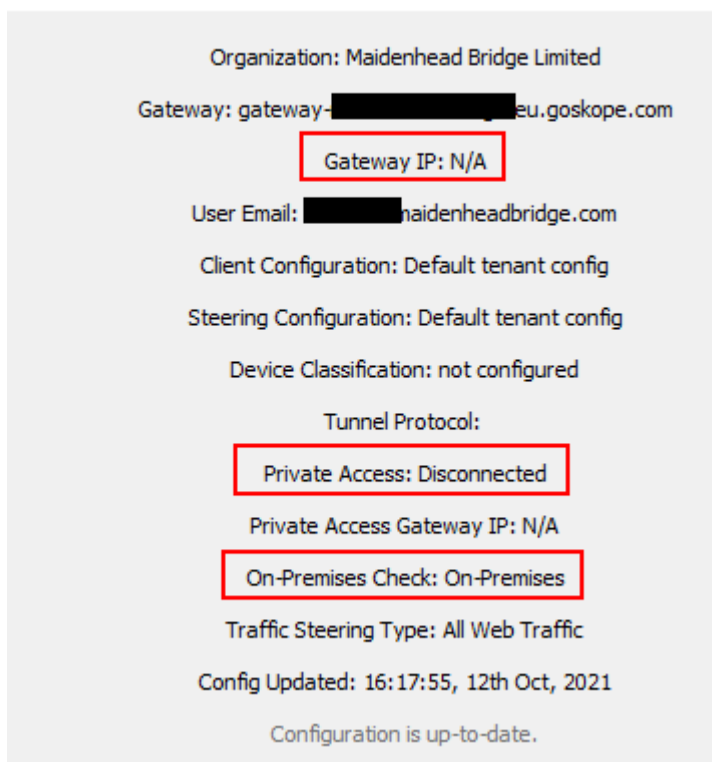 Organization: Maidenhead Bridge Limited
Gateway: gateway- eu.goskope.com
Gateway IP: N/A
User Email: maidenheadbridge.com
Client Configuration: Default tenant config
Steering Configuration: Default tenant config
Device Classification: not configured
Tunnel Protocol:
Private Access: Disconnected
Private Access Gateway IP: N/A
On-Premises Check: On-Premises
Traffic Steering Type: All Web Traffic
Config Updated: 16:17:55, 12th Oct, 2021
Configuration is up-to-date.